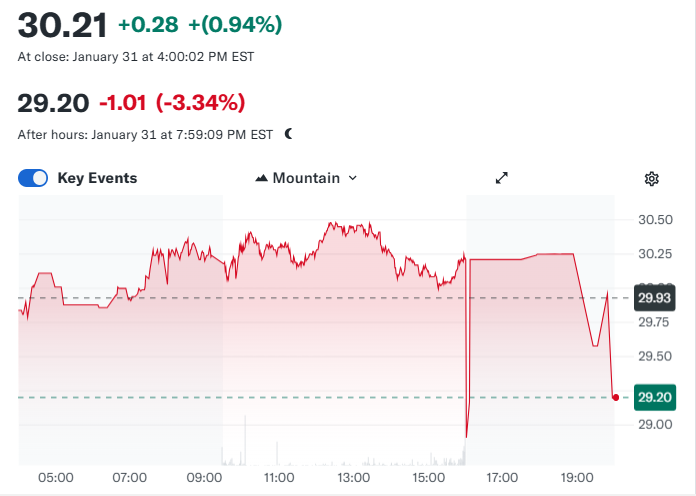 30.21 +0.28 +(0.94%)
At close: January 31 at 4:00:02 PM EST
29.20 -1.01 (-3.34%)
After hours: January 31 at 7:59:09 PM EST
Key Events Mountain
30.50
30.25
29.93
29.75
29.50
29.20
29.00
05:00 07:00 09:00 11:00 13:00 15:00 17:00 19:00